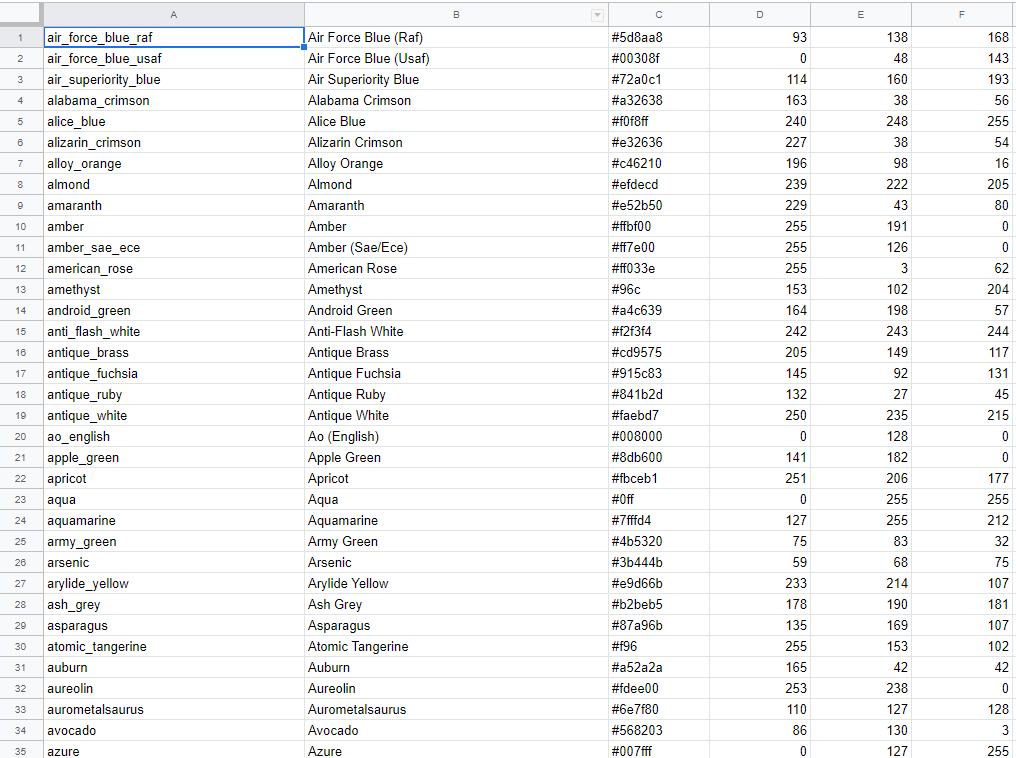 A B C D E F
1 air_force_blue_raf Air Force Blue (Raf) #5d8aa8 93 138 168
2 air_force_blue_usaf Air Force Blue (Usaf) #00308f 0 48 143
3 air_superiority_blue Air Superiority Blue #72a0c1 114 160 193
4 alabama_crimson Alabama Crimson #a32638 163 38 56
5 alice_blue Alice Blue #f0f8ff 240 248 255
6 alizarin_crimson Alizarin Crimson #e32636 227 38 54
7 alloy_orange Alloy Orange #c46210 196 98 16
8 almond Almond #efdecd 239 222 205
9 amaranth Amaranth #e52b50 229 43 80
10 amber Amber #ffbf00 255 191 0
11 amber_sae_ece Amber (Sae/Ece) #ff7e00 255 126 0
12 american_rose American Rose #ff033e 255 3 62
13 amethyst Amethyst #96c 153 102 204
14 android_green Android Green #a4c639 164 198 57
15 anti_flash_white Anti-Flash White #f2f3f4 242 243 244
16 antique_brass Antique Brass #cd9575 205 149 117
17 antique_fuchsia Antique Fuchsia #915c83 145 92 131
18 antique_ruby Antique Ruby #841b2d 132 27 45
19 antique_white Antique White #faebd7 250 235 215
20 ao_english Ao (English) #008000 0 128 0
21 apple_green Apple Green #8db600 141 182 0
22 apricot Apricot #fbceb1 251 206 177
23 aqua Aqua #0ff 0 255 255
24 aquamarine Aquamarine #7fffd4 127 255 212
25 army_green Army Green #4b5320 75 83 32
26 arsenic Arsenic #3b444b 59 68 75
27 arylide_yellow Arylide Yellow #e9d66b 233 214 107
28 ash_grey Ash Grey #b2beb5 178 190 181
29 asparagus Asparagus #87a96b 135 169 107
30 atomic_tangerine Atomic Tangerine #f96 255 153 102
31 auburn Auburn #a52a2a 165 42 42
32 aureolin Aureolin #fdee00 253 238 0
33 aurometalsaurus Aurometalsaurus #6e7f80 110 127 128
34 avocado Avocado #568203 86 130 3
35 azure Azure #007fff 0 127 255